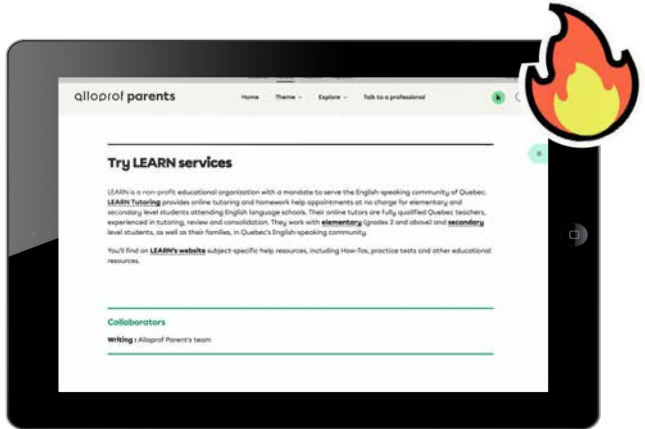 alloprof parents
Home Theme Explore Talk to a professional
k
Try LEARN services
LEARN is a non-profit educational organization with a mandate to serve the English-speaking community of Quebec.
LEARN Tutoring provides online tutoring and homework help appointments at no charge for elementary and
secondary level students attending English language schools. Their online tutors are fully qualified Quebec teachers,
experienced in tutoring, review and consolidation. They work with elementary (grades 2 and above) and secondary
level students, as well as their families, in Quebec's English-speaking community.
You'll find on LEARN's website subject-specific help resources, including How-Tos, practice tests and other educational
resources.
Collaborators
Writing : Alloprof Parent's team